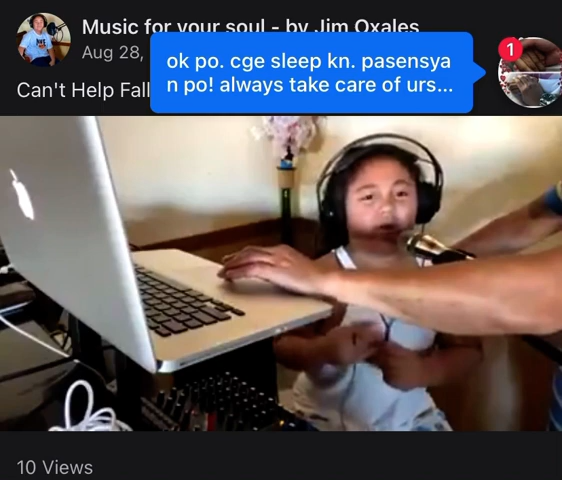 Music for your soul - by Jim Oxales
Aug 28,
ok po. cge sleep kn. pasensya
n po! always take care of urs...
1
Can't Help Fall
10 Views